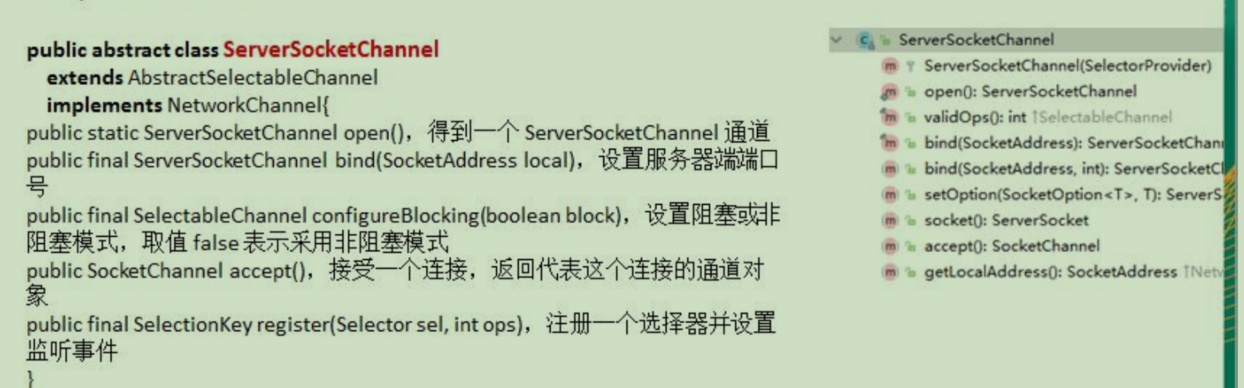 public abstract class ServerSocketChannel
extends AbstractSelectableChannel
implements NetworkChannel{
public static ServerSocketChannel open()，得到一个 ServerSocketChannel 通道
public final ServerSocketChannel bind(SocketAddress local)，设置服务器端端口
号
public final SelectableChannel configureBlocking(boolean block)，设置阻塞或非
阻塞模式，取值 false 表示采用非阻塞模式
public SocketChannel accept()，接受一个连接，返回代表这个连接的通道对
象
public final SelectionKey register(Selector sel, int ops)，注册一个选择器并设置
监听事件
}
ServerSocketChannel
ServerSocketChannel(SelectorProvider)
open(): ServerSocketChannel
validOps(): int ↑SelectableChannel
bind(SocketAddress): ServerSocketChan
bind(SocketAddress, int): ServerSocketCl
setOption(SocketOption<T>, T): ServerS
socket(): ServerSocket
accept(): SocketChannel
getLocalAddress(): SocketAddress ↑Netw